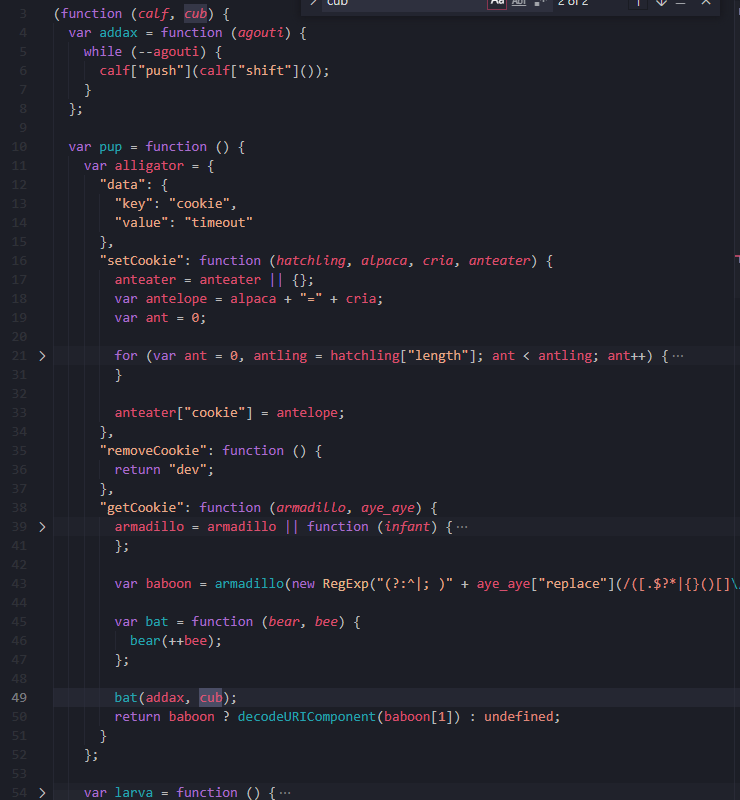 cub Aa Ab 2 of 2
3 (function (calf, cub) {
4 var addax = function (agouti) {
5 while (--agouti) {
6 calf["push"](calf["shift"]());
7 }
8 };
9
10 var pup = function () {
11 var alligator = {
12 "data": {
13 "key": "cookie",
14 "value": "timeout"
15 },
16 "setCookie": function (hatchling, alpaca, cria, anteater) {
17 anteater = anteater || {};
18 var antelope = alpaca + "=" + cria;
19 var ant = 0;
20
21 for (var ant = 0, antling = hatchling["length"]; ant < antling; ant++) { ⋯
31 }
32
33 anteater["cookie"] = antelope;
34 },
35 "removeCookie": function () {
36 return "dev";
37 },
38 "getCookie": function (armadillo, aye_aye) {
39 armadillo = armadillo || function (infant) { ⋯
41 };
42
43 var baboon = armadillo(new RegExp("(?:^|; )" + aye_aye["replace"](/([.$?*|{}()[]\
44
45 var bat = function (bear, bee) {
46 bear(++bee);
47 };
48
49 bat(addax, cub);
50 return baboon ? decodeURIComponent(baboon[1]) : undefined;
51 }
52 };
53
54 var larva = function () { ⋯